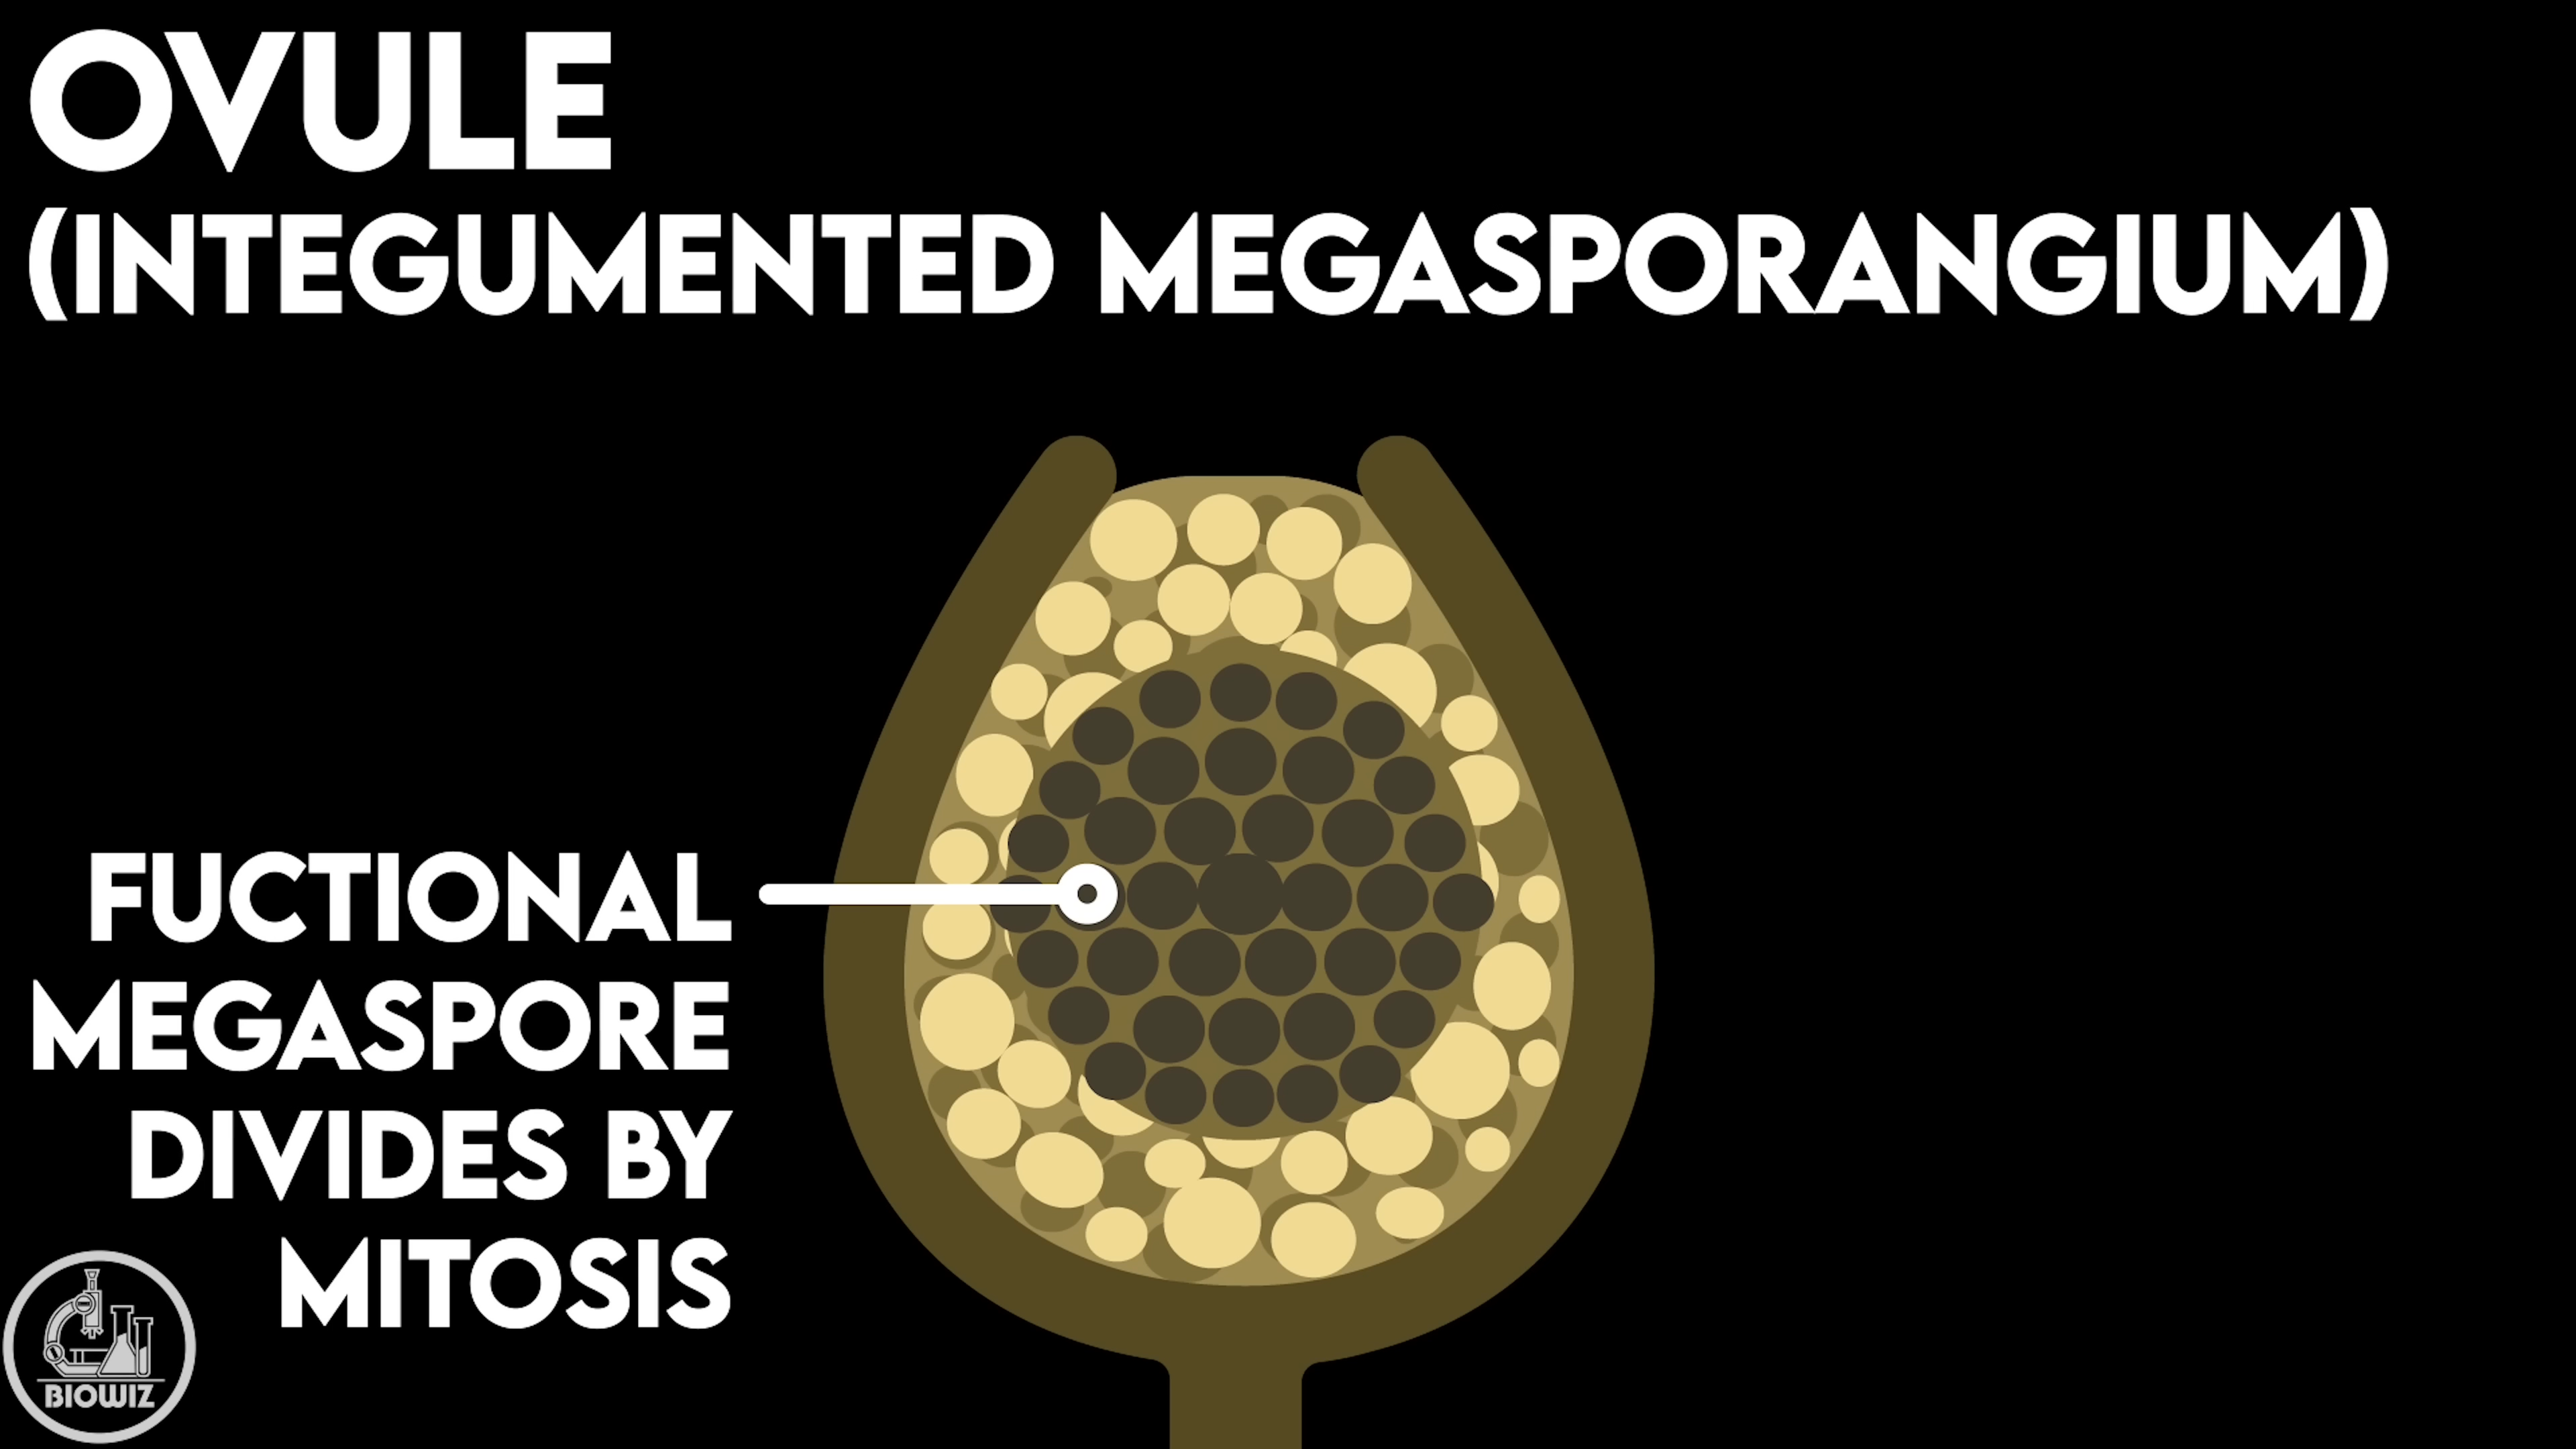 OVULE
(INTEGUMENTED MEGASPORANGIUM)
FUCTIONAL
MEGASPORE
DIVIDES BY
MITOSIS
BIOWIZ